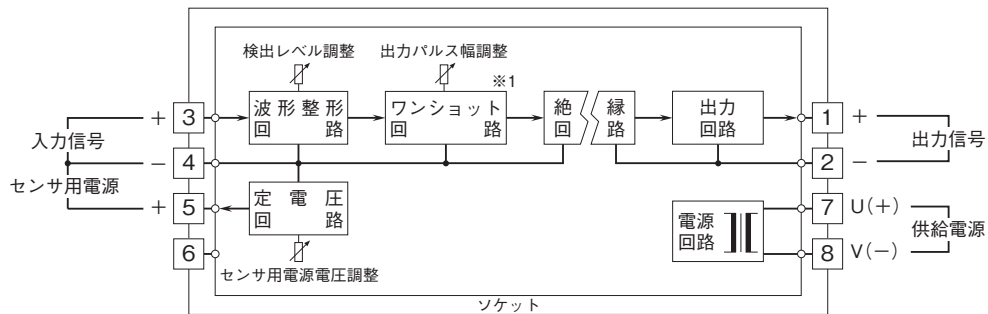 検出レベル調整
出力パルス幅調整
※1
波形整形
回路
ワンショット
回路
絶縁
回路
出力
回路
3
+
入力信号
4
−
センサ用電源
5
+
6
定電圧
回路
センサ用電源電圧調整
電源
回路
1
+
出力信号
2
−
7
U(+)
供給電源
8
V(−)
ソケット